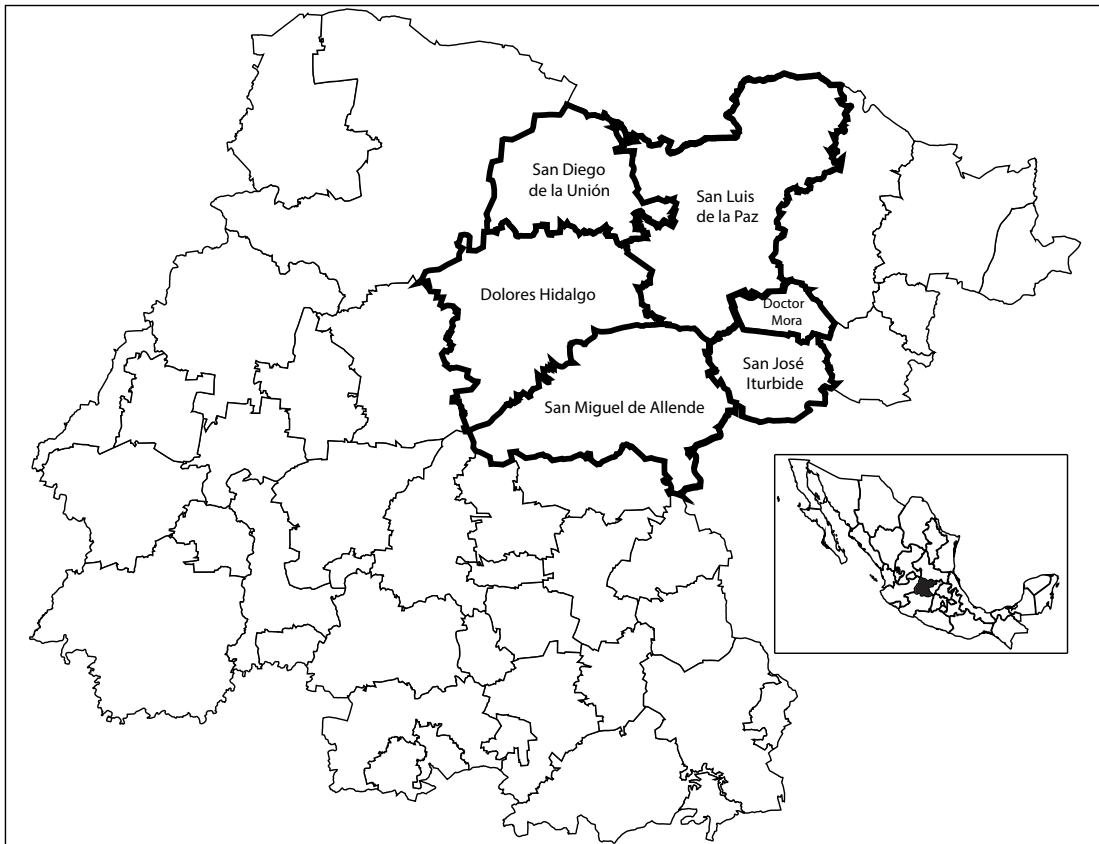 San Diego
de la Unión
San Luis
de la Paz
Dolores Hidalgo
Doctor
Mora
San José
Iturbide
San Miguel de Allende